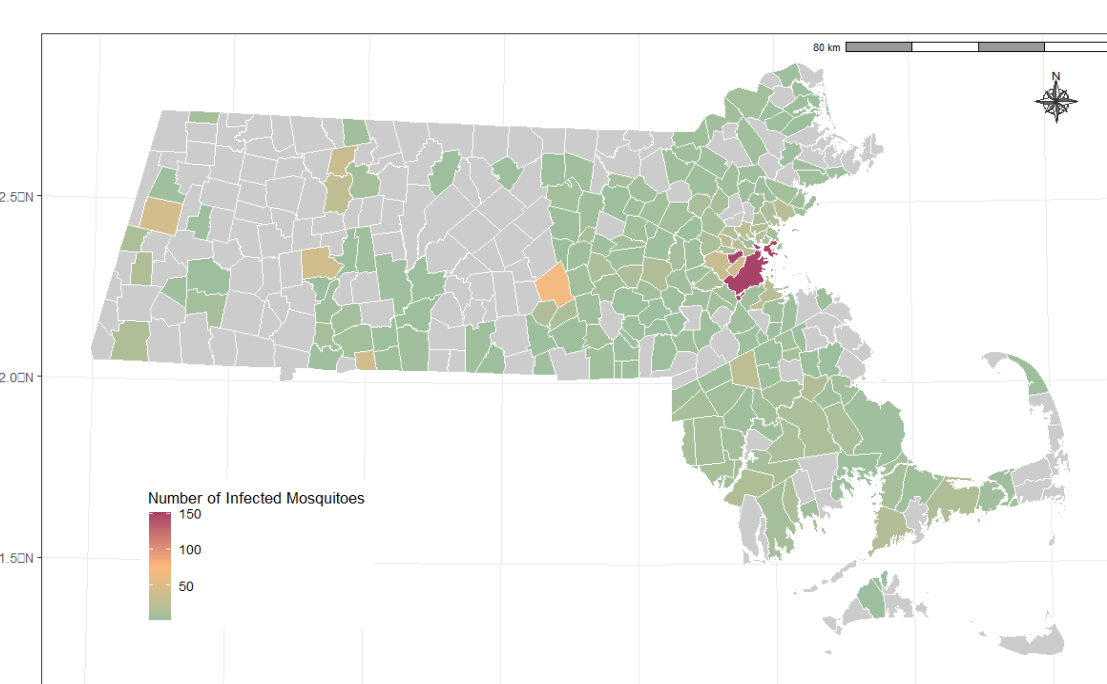 80 km
N
2.5▯N
2.0▯N
1.5▯N
Number of Infected Mosquitoes
150
100
50